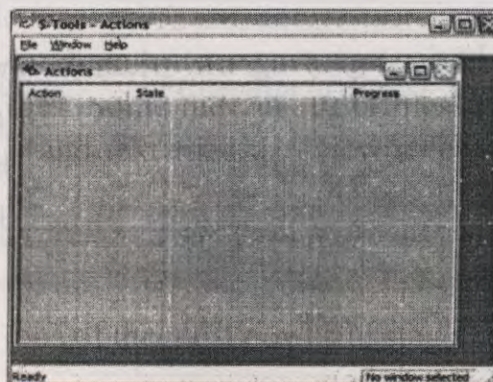 S-Tools - Actions
File Window Help
Actions
Action State Progress
Ready No window selected